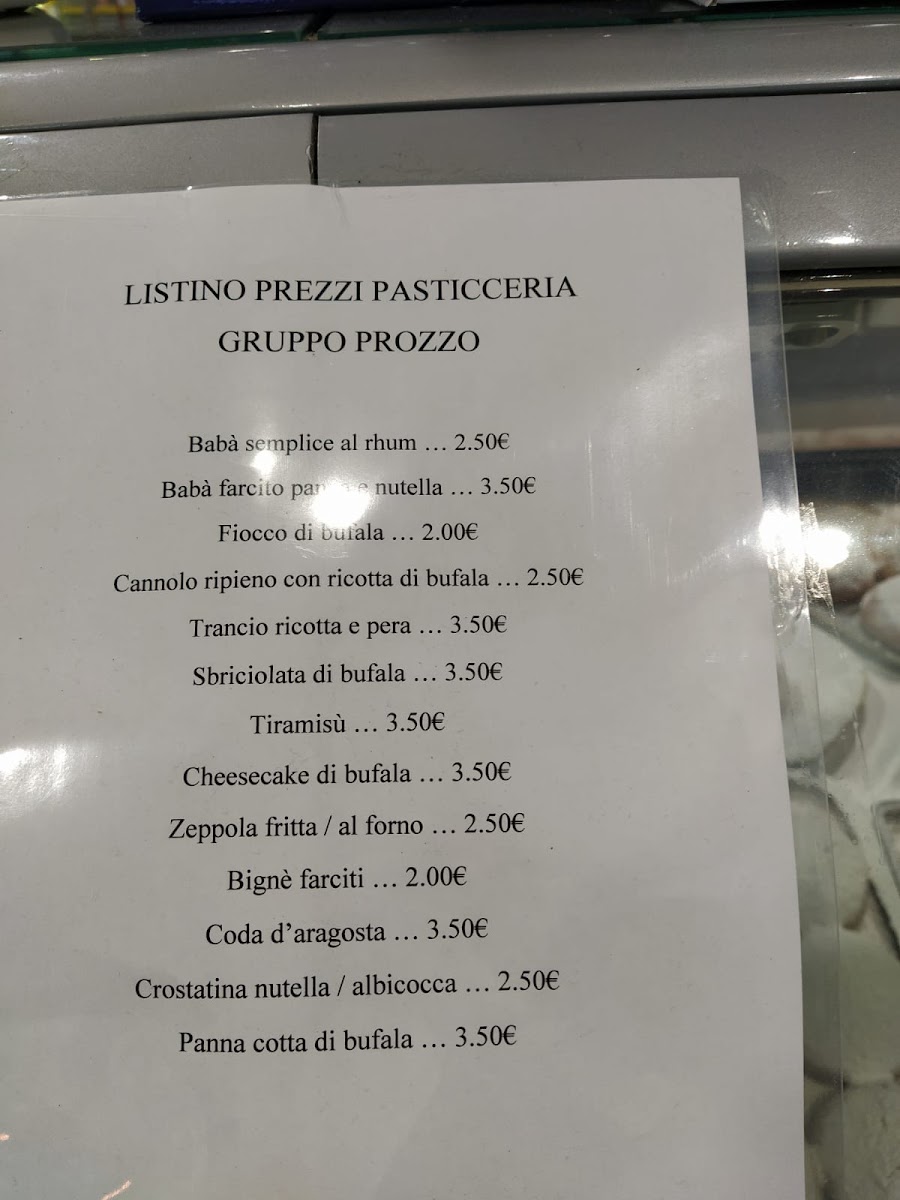 LISTINO PREZZI PASTICCERIA
GRUPPO PROZZO
Babà semplice al rhum … 2.50€
Babà farcito panna e nutella … 3.50€
Fiocco di bufala … 2.00€
Cannolo ripieno con ricotta di bufala … 2.50€
Trancio ricotta e pera … 3.50€
Sbriciolata di bufala … 3.50€
Tiramisù … 3.50€
Cheesecake di bufala … 3.50€
Zeppola fritta / al forno … 2.50€
Bignè farciti … 2.00€
Coda d’aragosta … 3.50€
Crostatina nutella / albicocca … 2.50€
Panna cotta di bufala … 3.50€